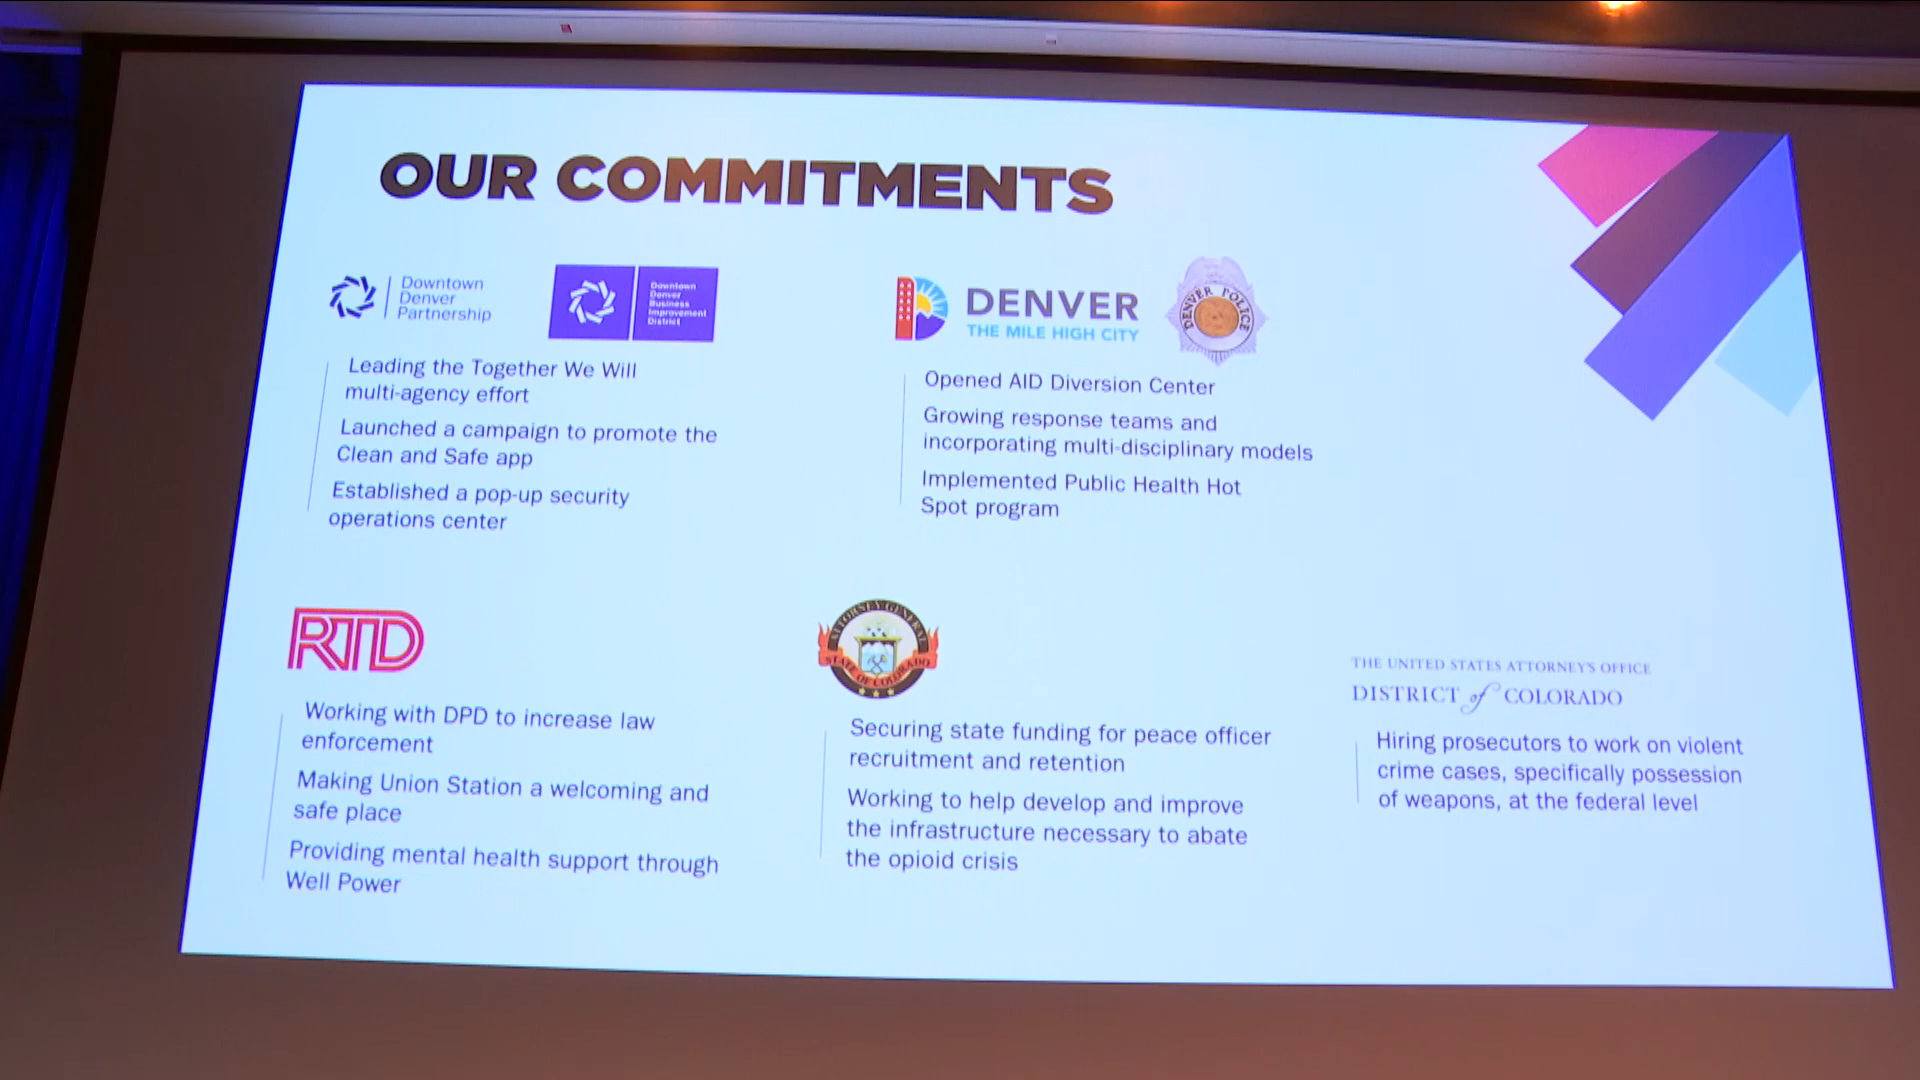 OUR COMMITMENTS
Downtown
Denver
Partnership
Downtown
Denver
Business
Improvement
District
Leading the Together We Will
multi-agency effort
Launched a campaign to promote the
Clean and Safe app
Established a pop-up security
operations center
DENVER
THE MILE HIGH CITY
DENVER POLICE
Opened AID Diversion Center
Growing response teams and
incorporating multi-disciplinary models
Implemented Public Health Hot
Spot program
RTD
Working with DPD to increase law
enforcement
Making Union Station a welcoming and
safe place
Providing mental health support through
Well Power
ATTORNEY GENERAL
STATE OF COLORADO
Securing state funding for peace officer
recruitment and retention
Working to help develop and improve
the infrastructure necessary to abate
the opioid crisis
THE UNITED STATES ATTORNEY'S OFFICE
DISTRICT of COLORADO
Hiring prosecutors to work on violent
crime cases, specifically possession
of weapons, at the federal level